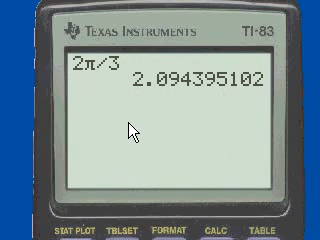 TEXAS INSTRUMENTS TI-83
2π/3
2.094395102
STAT PLOT TBLSET FORMAT CALC TABLE